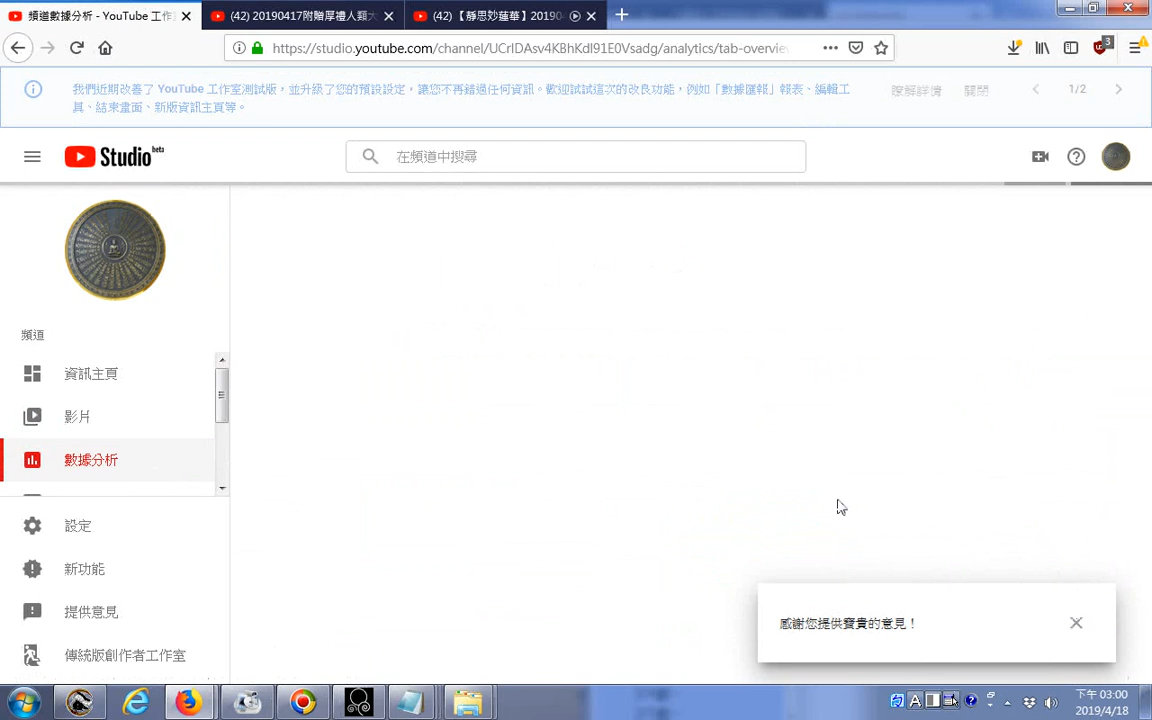 頻道數據分析 - YouTube 工作
(42) 20190417附贈厚禮人類大
(42) 【靜思妙蓮華】20190
https://studio.youtube.com/channel/UCrIDAsv4KBhKdI91E0Vsadg/analytics/tab-overvie
3
我們近期改善了 YouTube 工作室測試版，並升級了您的預設設定，讓您不再錯過任何資訊。歡迎試試這次的改良功能，例如「數據匯報」報表、編輯工
具、結束畫面、新版資訊主頁等。
瞭解詳情
關閉
1/2
Studio beta
在頻道中搜尋
頻道
資訊主頁
影片
數據分析
設定
新功能
提供意見
傳統版創作者工作室
感謝您提供寶貴的意見！
下午 03:00
2019/4/18